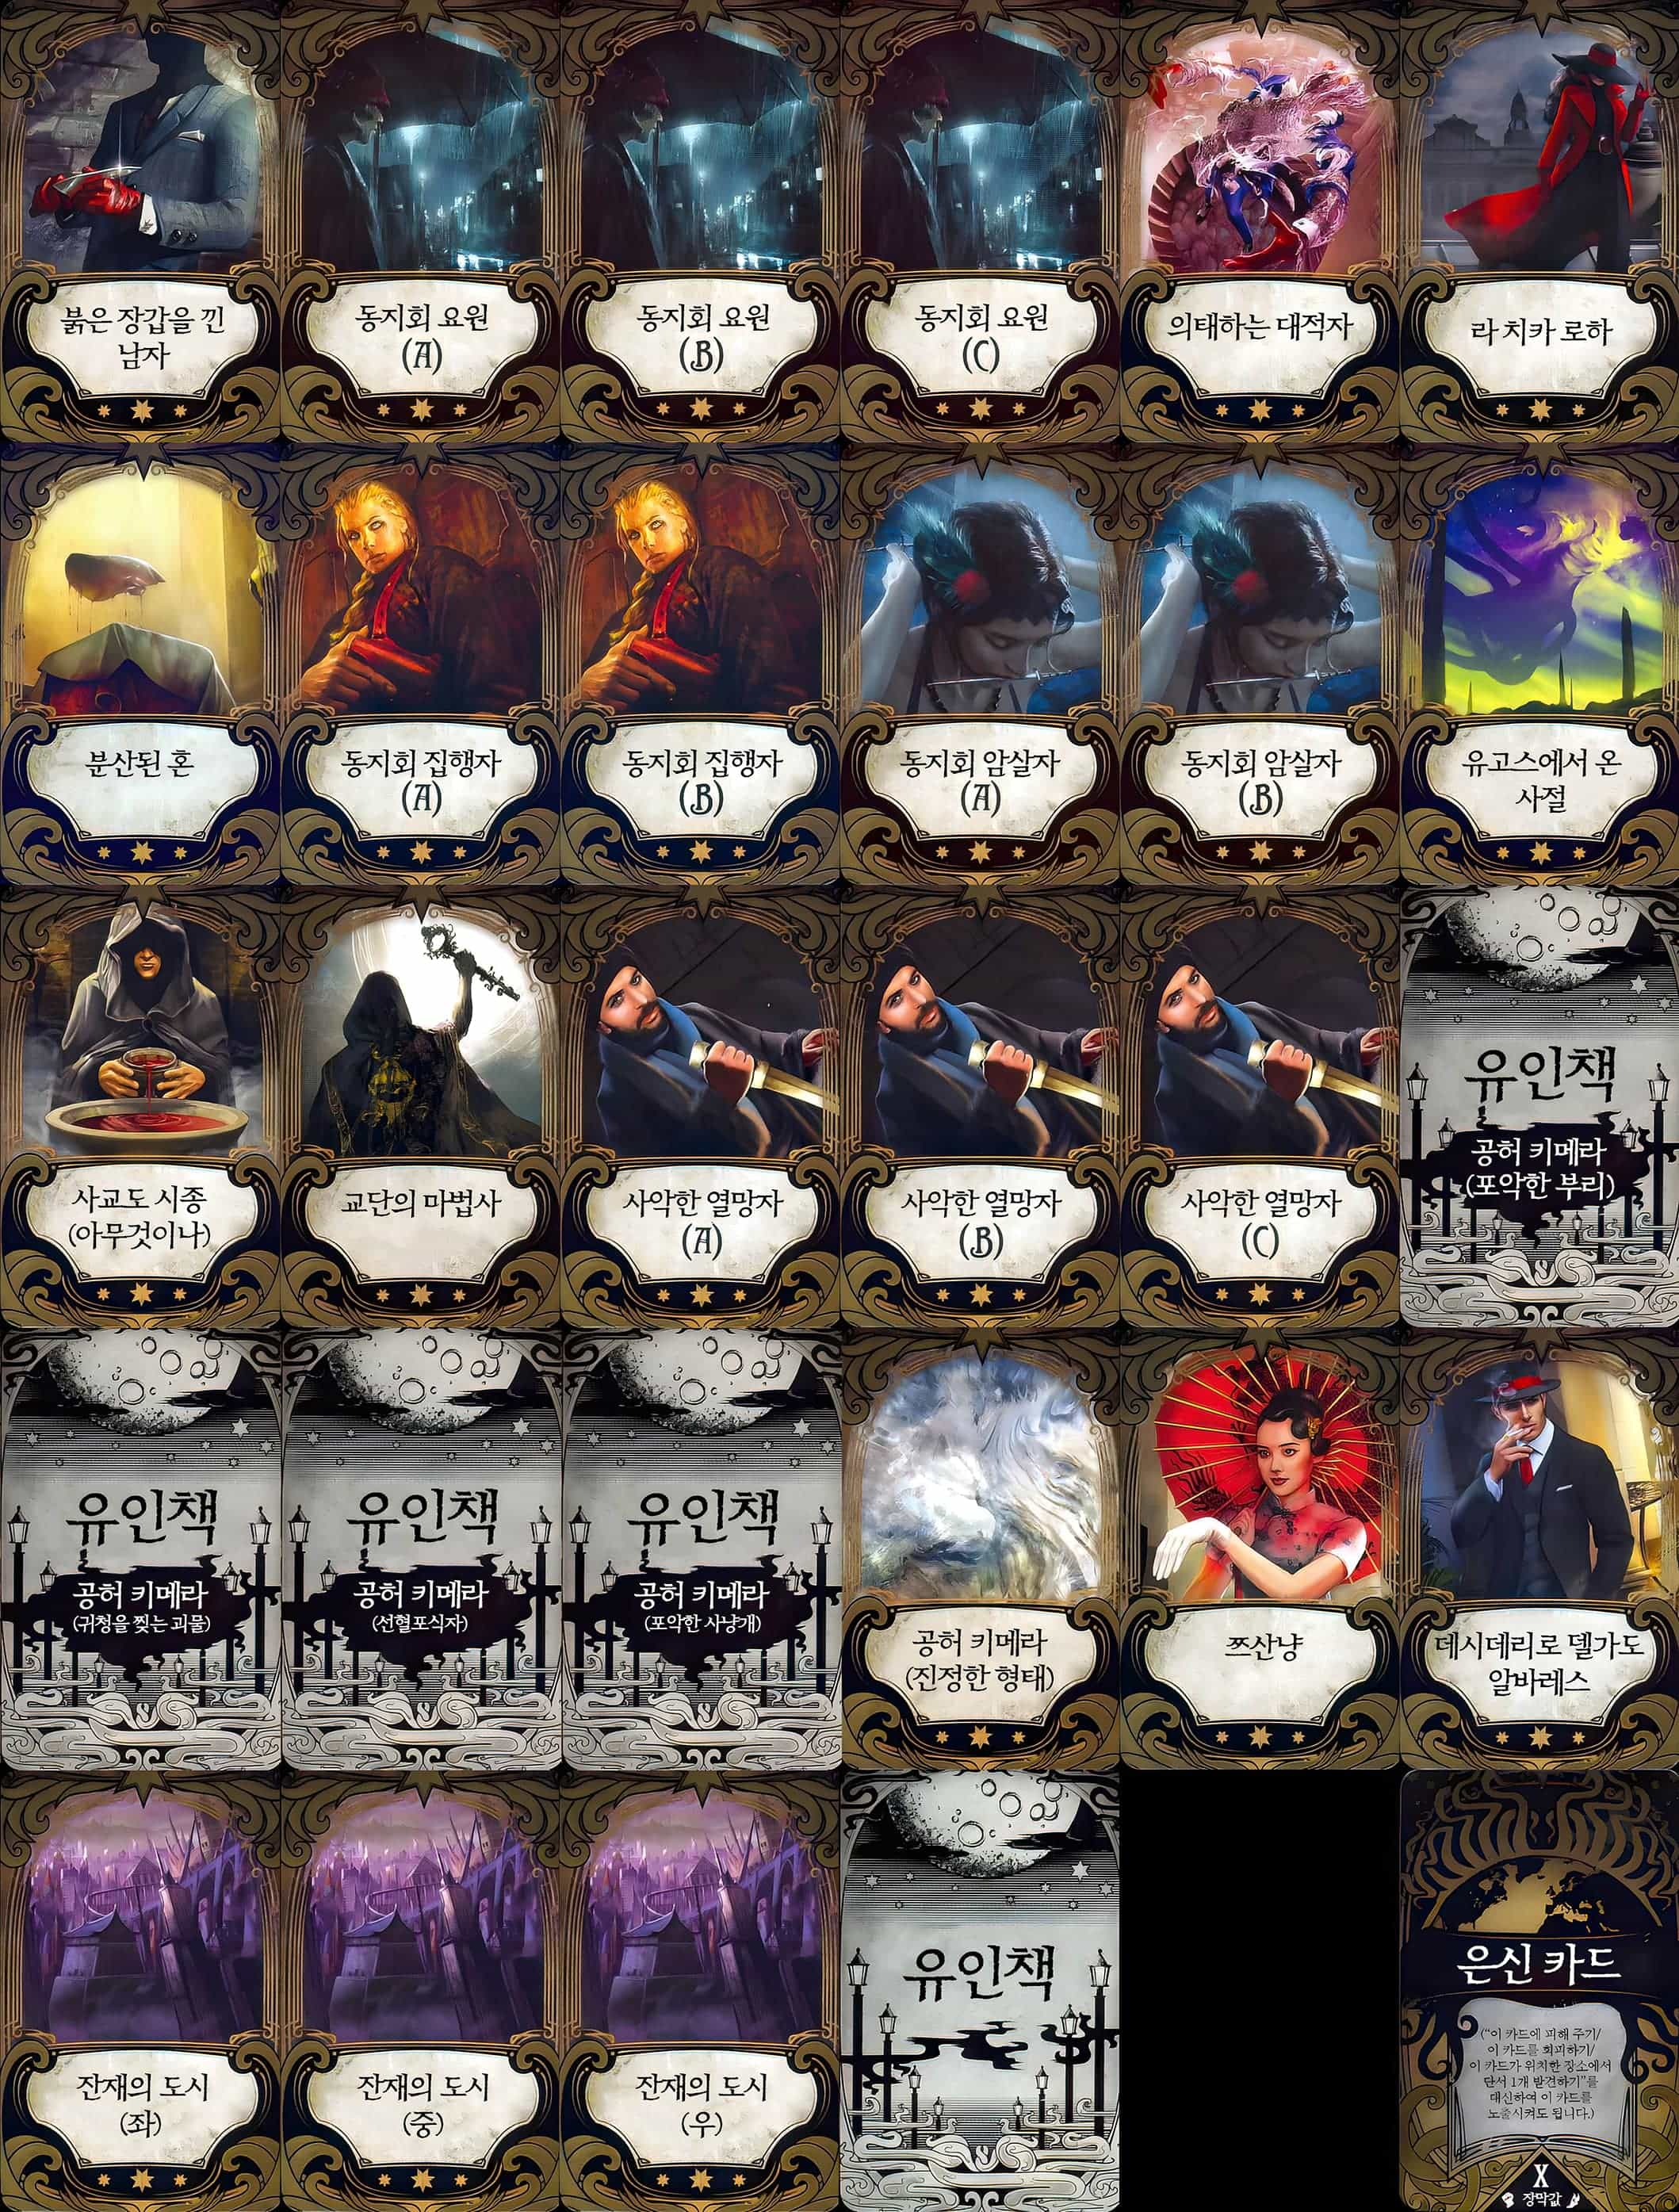 붉은 장갑을 낀
남자
동지회 요원
(A)
동지회 요원
(B)
동지회 요원
(C)
의태하는 대적자
라 치카 로하
분산된 혼
동지회 집행자
(A)
동지회 집행자
(B)
동지회 암살자
(A)
동지회 암살자
(B)
유고스에서 온
사절
사교도 시종
(아무것이나)
교단의 마법사
사악한 열망자
(A)
사악한 열망자
(B)
사악한 열망자
(C)
유인책
공허 키메라
(포악한 부리)
유인책
공허 키메라
(귀청을 찢는 괴물)
유인책
공허 키메라
(선혈포식자)
유인책
공허 키메라
(포악한 사냥개)
공허 키메라
(진정한 형태)
쯔산냥
데시데리로 델가도
알바레스
잔재의 도시
(좌)
잔재의 도시
(중)
잔재의 도시
(우)
유인책
은신 카드
("이 카드에 피해 주기/
이 카드를 회피하기/
이 카드가 위치한 장소에서
단서 1개 발견하기"를
대신하여 이 카드를
노출시켜도 됩니다.)
X
장막값